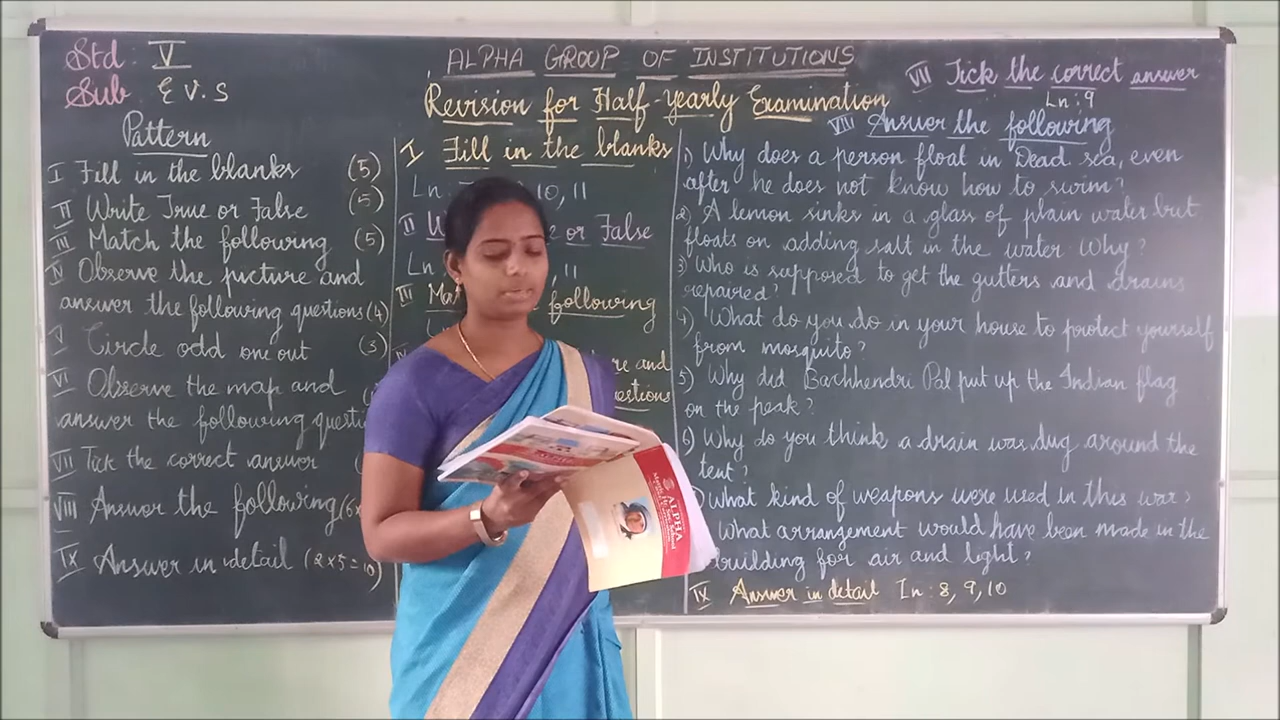 Std: V
Sub: E V.S
ALPHA GROUP OF INSTITUTIONS
Revision for Half-yearly Examination
Pattern
I Fill in the blanks (5)
II Write True or False (5)
III Match the following (5)
IV Observe the picture and
answer the following questions (4)
V Circle odd one out (3)
VI Observe the map and
answer the following
VII Tick the correct answer
VIII Answer the following
IX Answer in detail (2x5=10)
I Fill in the blanks
Ln 10, 11
II or False
Ln 11
III following
and
VII Tick the correct answer
Ln: 9
VIII Answer the following
1) Why does a person float in Dead sea, even
after he does not know how to swim?
2) A lemon sinks in a glass of plain water but
floats on adding salt in the water. Why?
3) Who is supposed to get the gutters and drains
repaired?
4) What do you do in your house to protect yourself
from mosquito?
5) Why did Bachhendri Pal put up the Indian flag
on the peak?
6) Why do you think a drain was dug around the
tent?
What kind of weapons were used in this war?
What arrangement would have been made in the
building for air and light?
IX Answer in detail Ln: 8, 9, 10
ALPHA